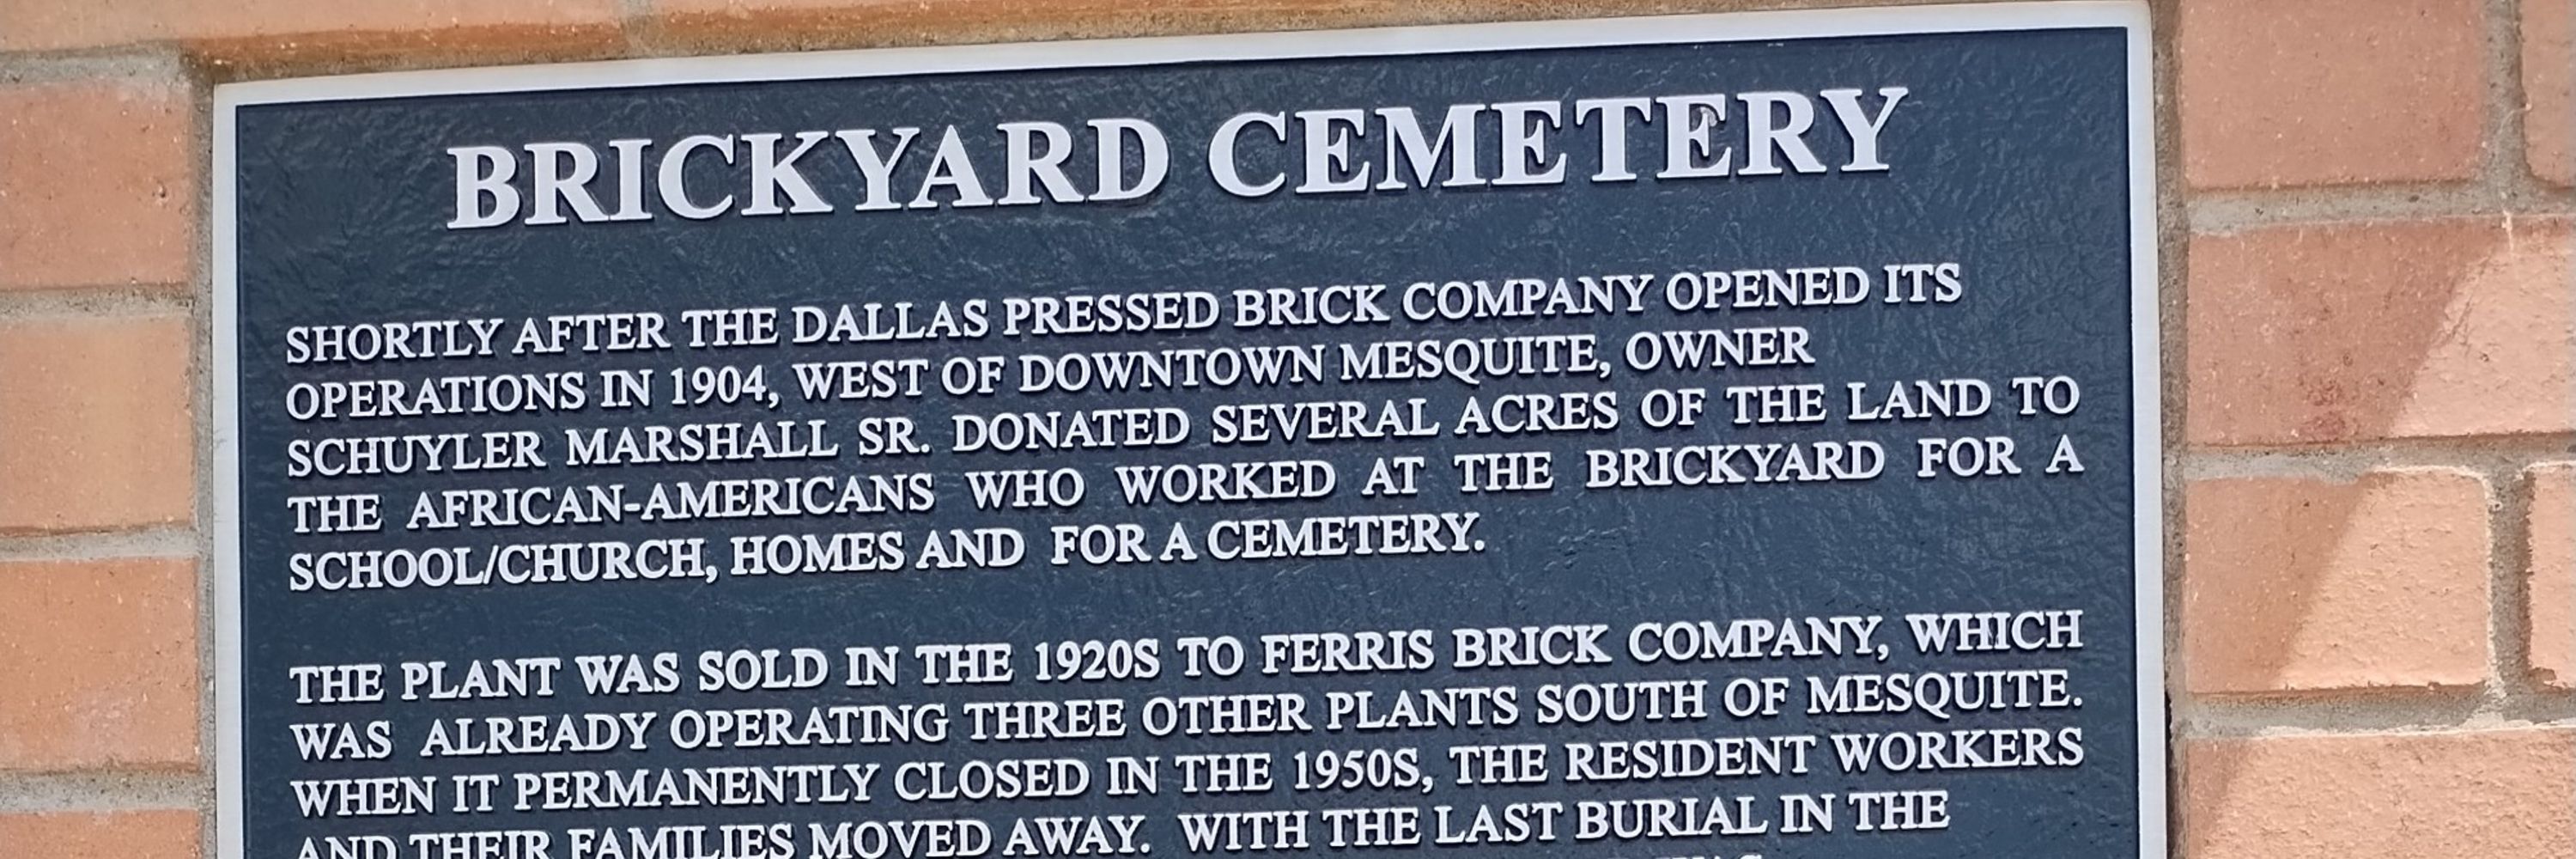 BRICKYARD CEMETERY
SHORTLY AFTER THE DALLAS PRESSED BRICK COMPANY OPENED ITS
OPERATIONS IN 1904, WEST OF DOWNTOWN MESQUITE, OWNER
SCHUYLER MARSHALL SR. DONATED SEVERAL ACRES OF THE LAND TO
THE AFRICAN-AMERICANS WHO WORKED AT THE BRICKYARD FOR A
SCHOOL/CHURCH, HOMES AND FOR A CEMETERY.
THE PLANT WAS SOLD IN THE 1920S TO FERRIS BRICK COMPANY, WHICH
WAS ALREADY OPERATING THREE OTHER PLANTS SOUTH OF MESQUITE.
WHEN IT PERMANENTLY CLOSED IN THE 1950S, THE RESIDENT WORKERS
AND THEIR FAMILIES MOVED AWAY. WITH THE LAST BURIAL IN THE